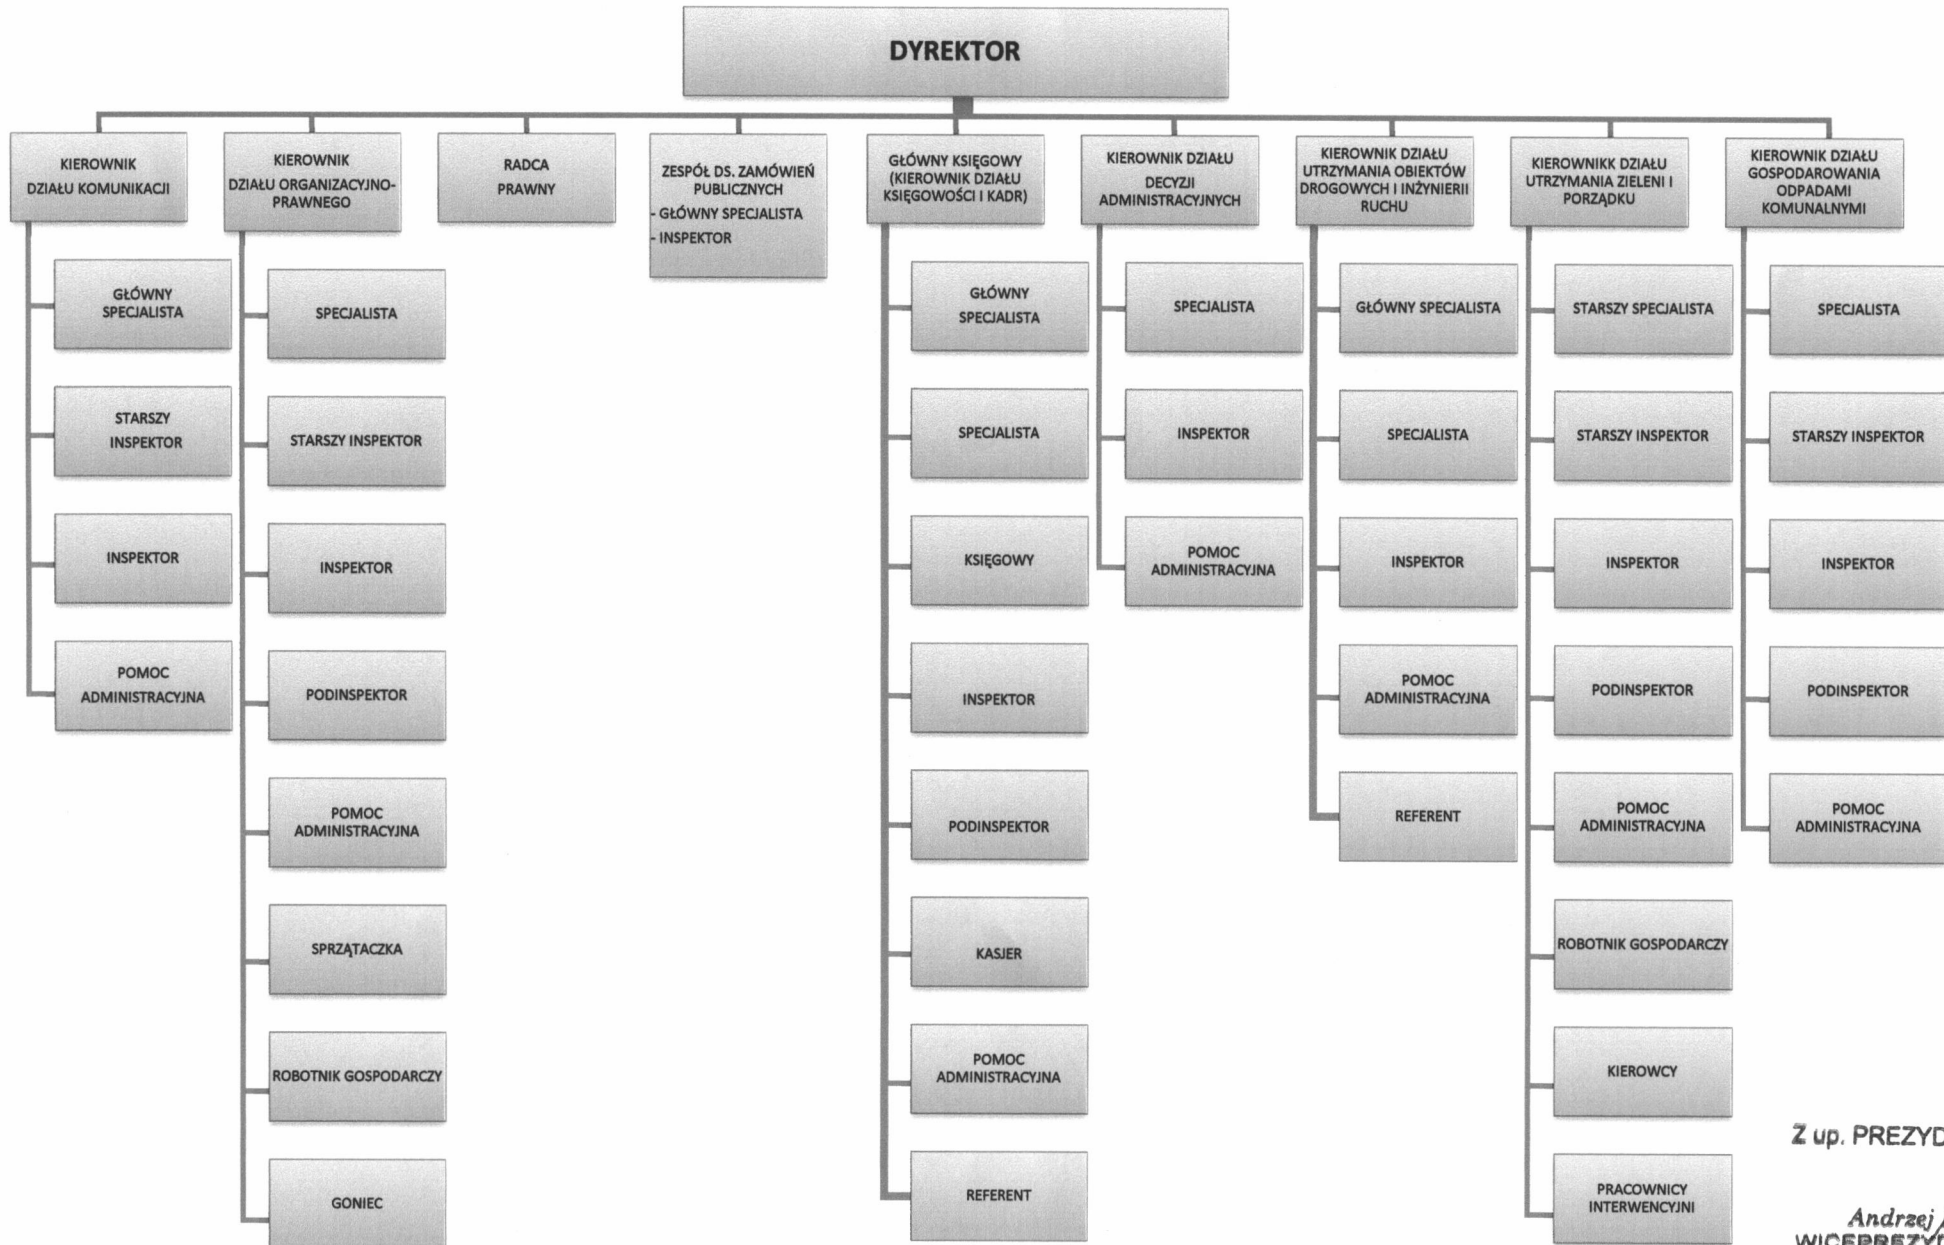 DYREKTOR
KIEROWNIK
DZIAŁU KOMUNIKACJI
GŁÓWNY
SPECJALISTA
STARSZY
INSPEKTOR
INSPEKTOR
POMOC
ADMINISTRACYJNA
KIEROWNIK
DZIAŁU ORGANIZACYJNO-
PRAWNEGO
SPECJALISTA
STARSZY INSPEKTOR
INSPEKTOR
PODINSPEKTOR
POMOC
ADMINISTRACYJNA
SPRZĄTACZKA
ROBOTNIK GOSPODARCZY
GONIEC
RADCA
PRAWNY
ZESPÓŁ DS. ZAMÓWIEŃ
PUBLICZNYCH
- GŁÓWNY SPECJALISTA
- INSPEKTOR
GŁÓWNY KSIĘGOWY
(KIEROWNIK DZIAŁU
KSIĘGOWOŚCI I KADR)
GŁÓWNY
SPECJALISTA
SPECJALISTA
KSIĘGOWY
INSPEKTOR
PODINSPEKTOR
KASJER
POMOC
ADMINISTRACYJNA
REFERENT
KIEROWNIK DZIAŁU
DECYZJI
ADMINISTRACYJNYCH
SPECJALISTA
INSPEKTOR
POMOC
ADMINISTRACYJNA
KIEROWNIK DZIAŁU
UTRZYMANIA OBIEKTÓW
DROGOWYCH I INŻYNIERII
RUCHU
GŁÓWNY SPECJALISTA
SPECJALISTA
INSPEKTOR
POMOC
ADMINISTRACYJNA
REFERENT
KIEROWNIKK DZIAŁU
UTRZYMANIA ZIELENI I
PORZĄDKU
STARSZY SPECJALISTA
STARSZY INSPEKTOR
INSPEKTOR
PODINSPEKTOR
POMOC
ADMINISTRACYJNA
ROBOTNIK GOSPODARCZY
KIEROWCY
PRACOWNICY
INTERWENCYJNI
KIEROWNIK DZIAŁU
GOSPODAROWANIA
ODPADAMI
KOMUNALNYMI
SPECJALISTA
STARSZY INSPEKTOR
INSPEKTOR
PODINSPEKTOR
POMOC
ADMINISTRACYJNA
Z up. PREZYD
Andrzej
WICEPREZYD